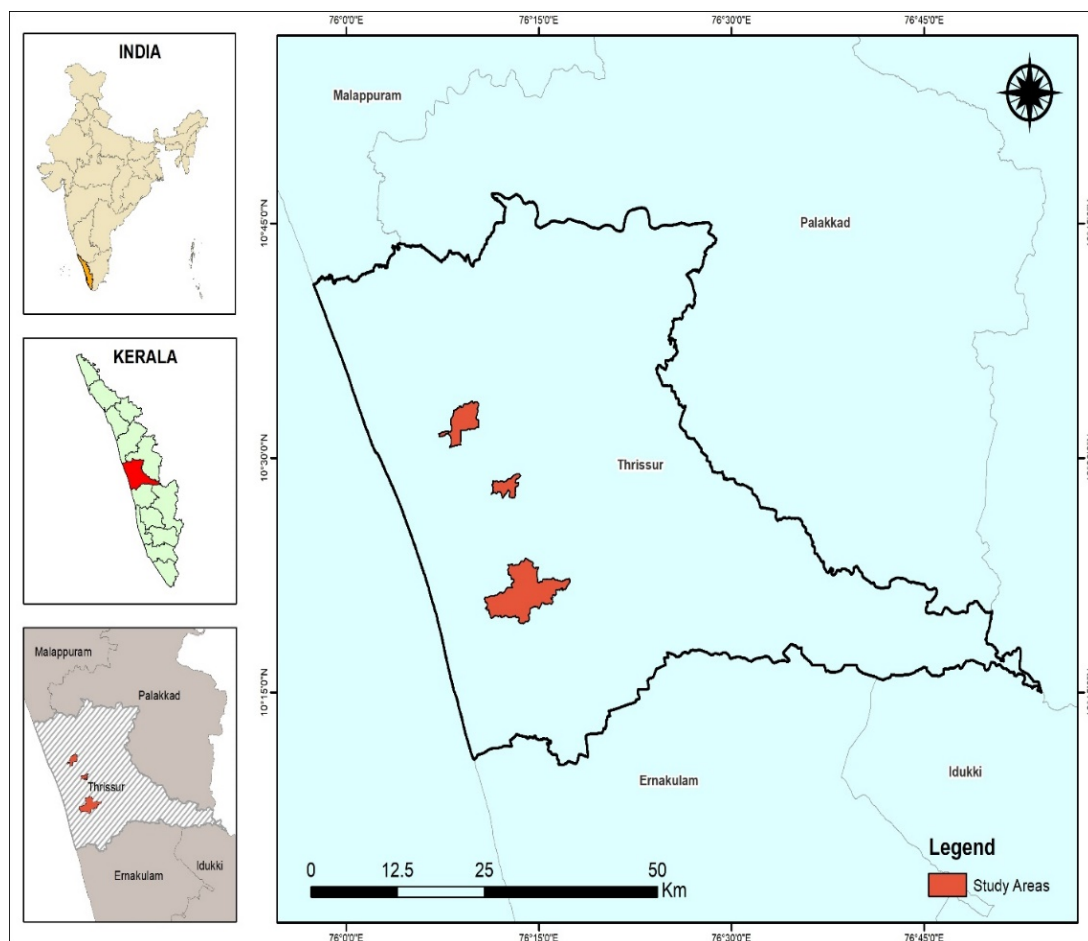 INDIA
KERALA
Malappuram
Palakkad
Thrissur
Ernakulam
Idukki
76°0'0"E
76°15'0"E
76°30'0"E
76°45'0"E
Malappuram
Palakkad
10°45'0"N
10°30'0"N
Thrissur
10°15'0"N
Ernakulam
Idukki
Legend
Study Areas
0 12.5 25 50
Km
76°0'0"E
76°15'0"E
76°30'0"E
76°45'0"E